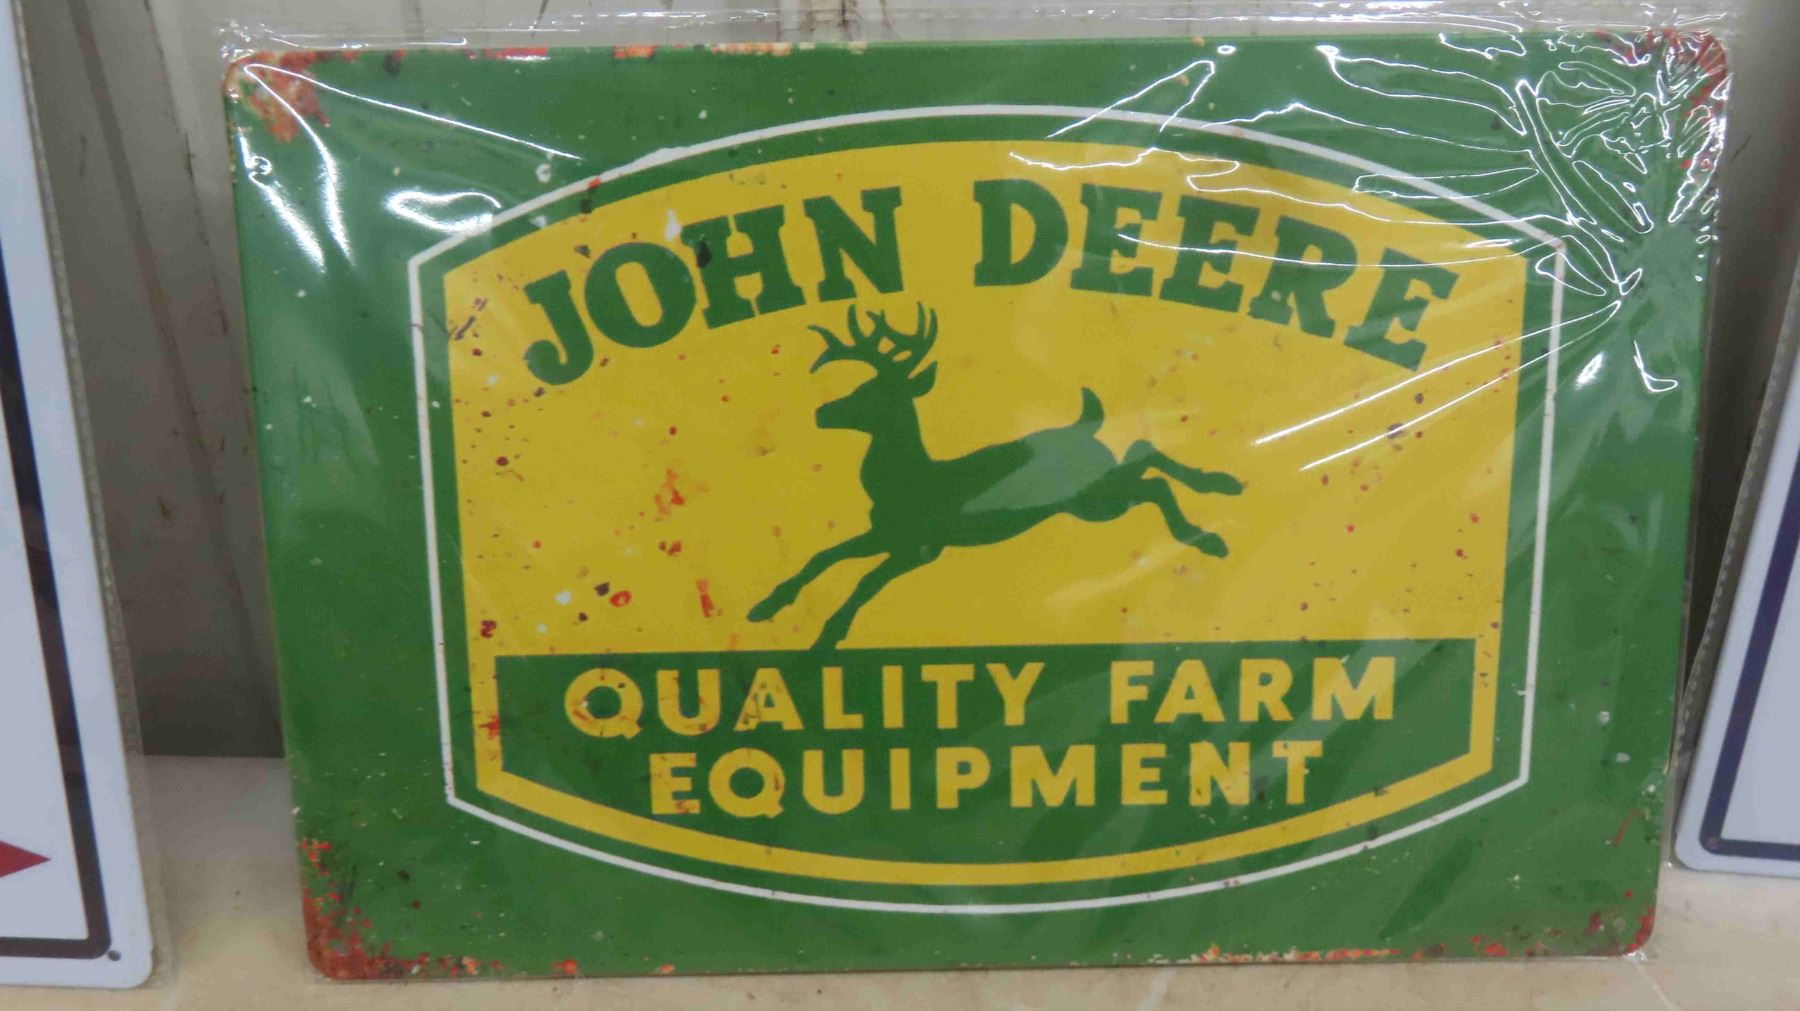 JOHN DEERE
QUALITY FARM
EQUIPMENT